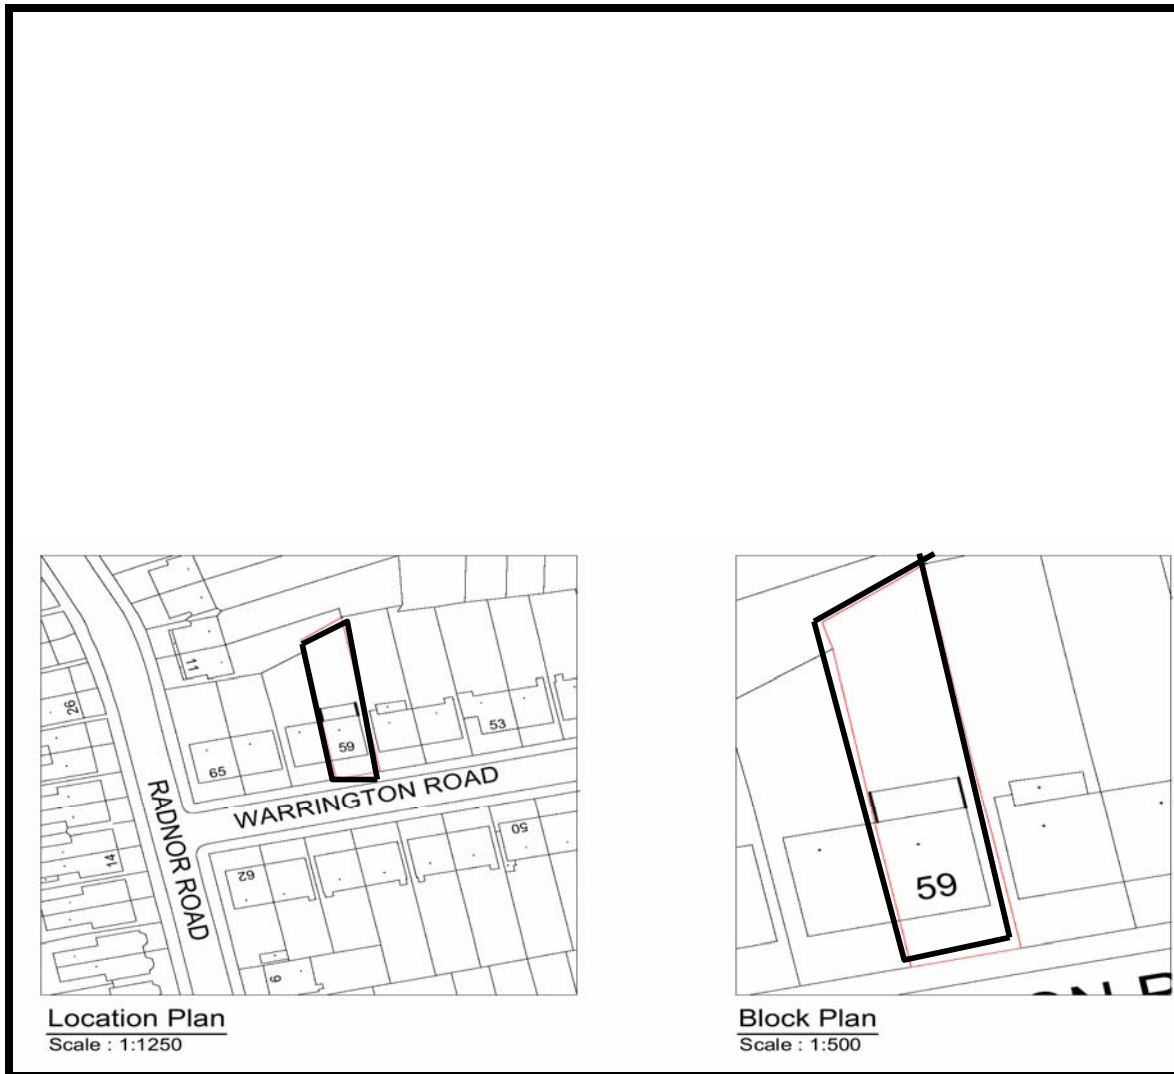 11
26
59
53
65
WARRINGTON ROAD
RADNOR ROAD
14
62
50
9
Location Plan
Scale : 1:1250
59
Block Plan
Scale : 1:500